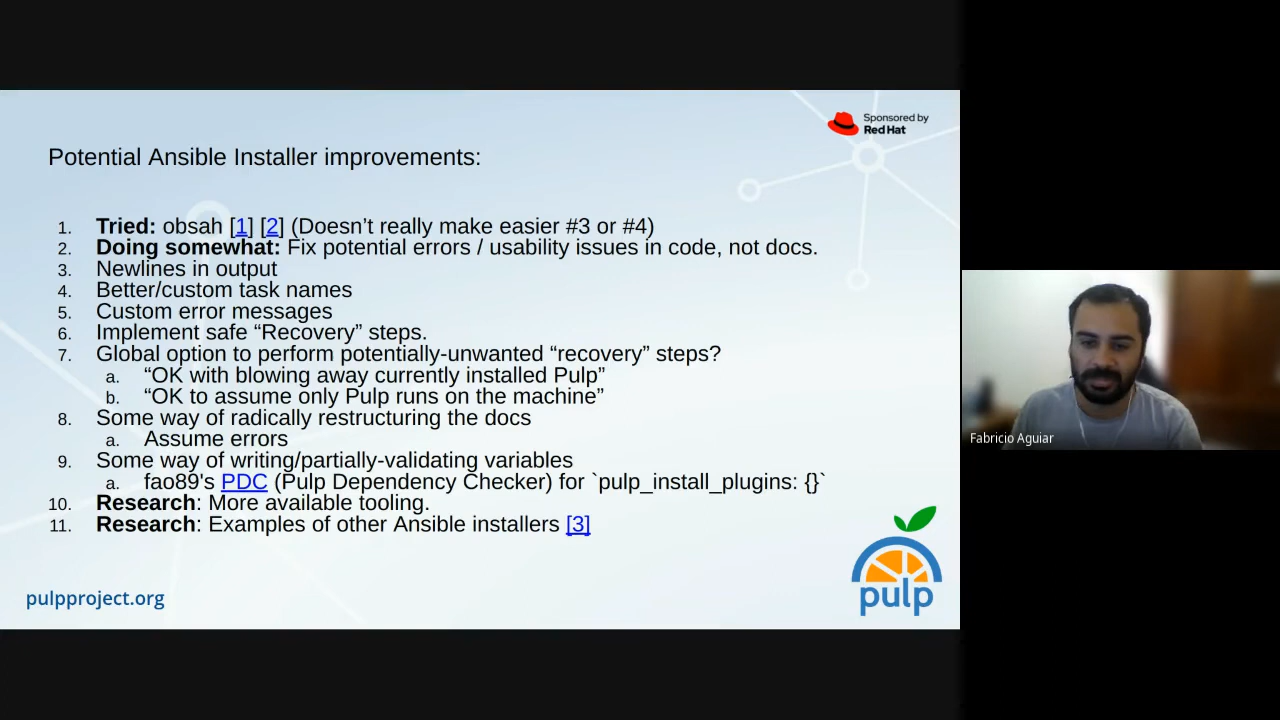 Sponsored by
Red Hat
Potential Ansible Installer improvements:
1. Tried: obsah [1] [2] (Doesn’t really make easier #3 or #4)
2. Doing somewhat: Fix potential errors / usability issues in code, not docs.
3. Newlines in output
4. Better/custom task names
5. Custom error messages
6. Implement safe “Recovery” steps.
7. Global option to perform potentially-unwanted “recovery” steps?
a. “OK with blowing away currently installed Pulp”
b. “OK to assume only Pulp runs on the machine”
8. Some way of radically restructuring the docs
a. Assume errors
9. Some way of writing/partially-validating variables
a. fao89's PDC (Pulp Dependency Checker) for `pulp_install_plugins: {}`
10. Research: More available tooling.
11. Research: Examples of other Ansible installers [3]
pulpproject.org
pulp
Fabricio Aguiar